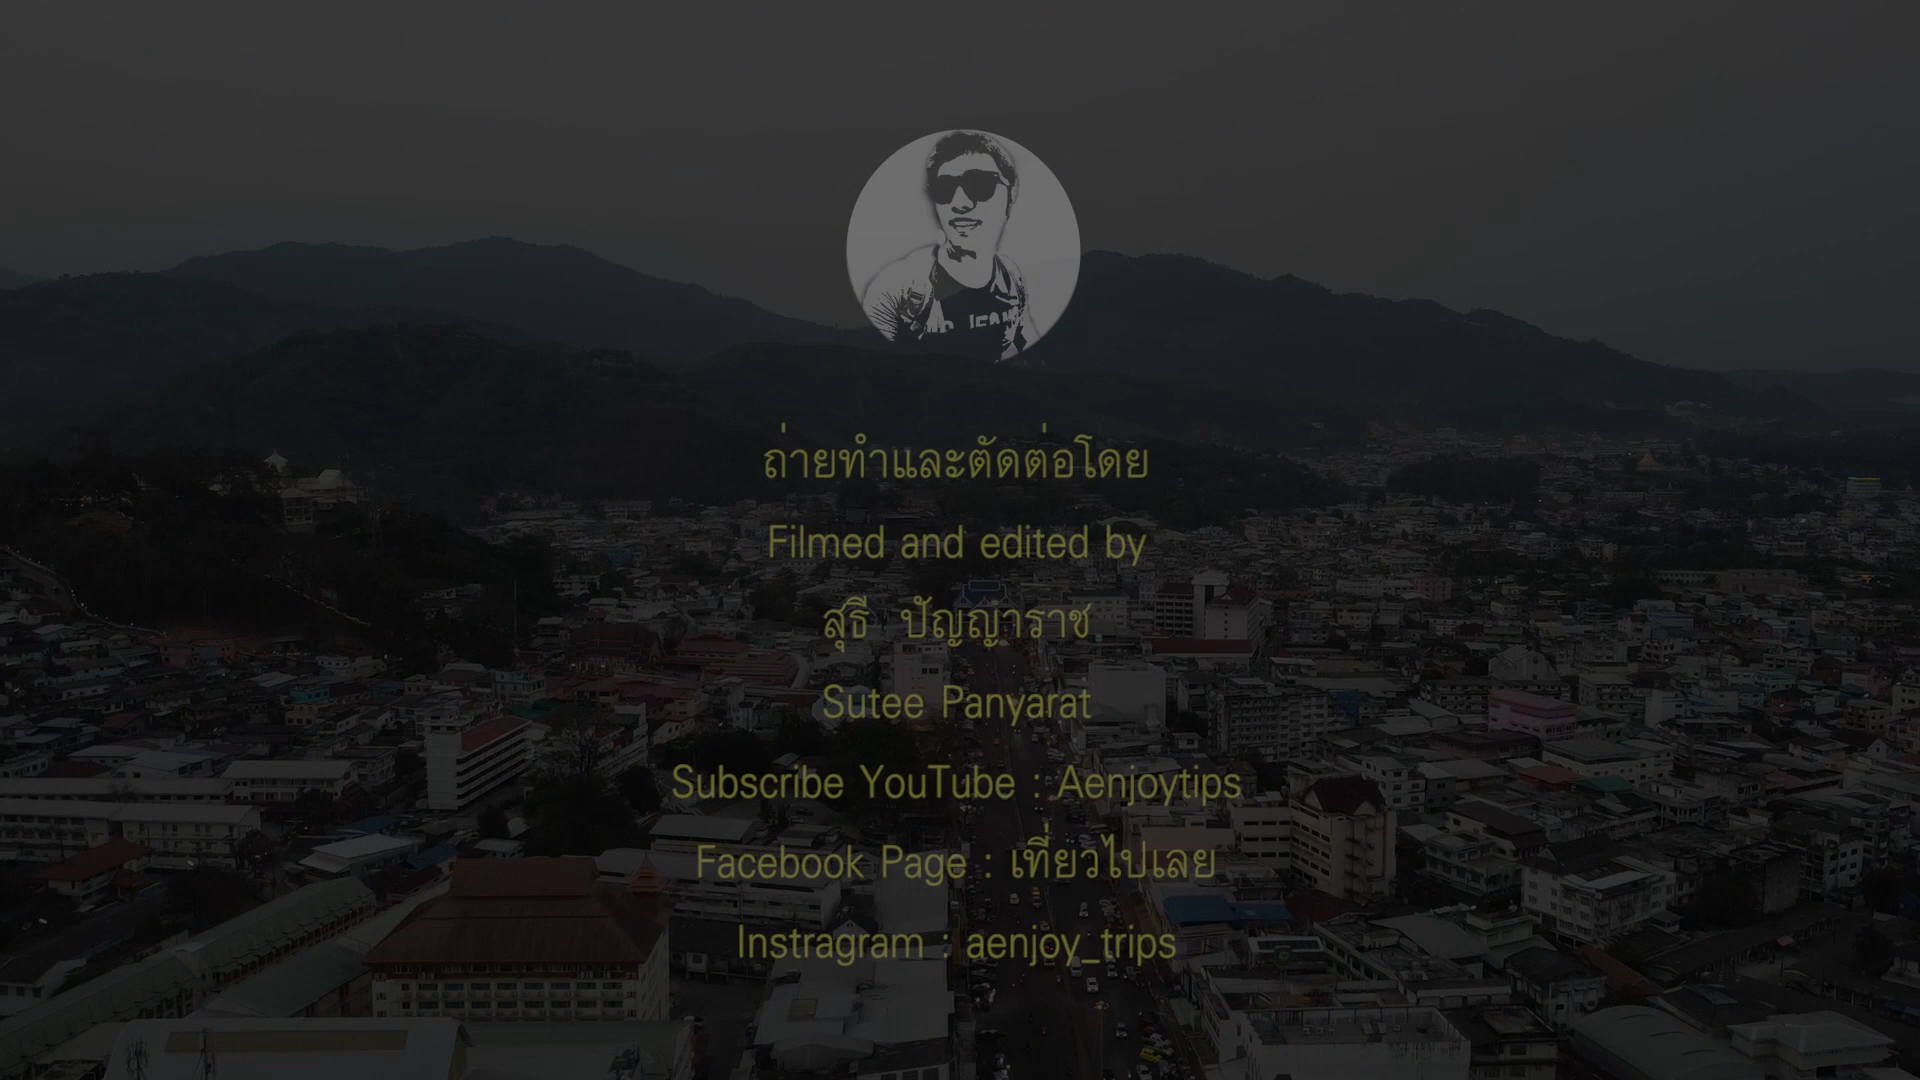 ถ่ายทำและตัดต่อโดย
Filmed and edited by
สุธี ปัญญาราช
Sutee Panyarat
Subscribe YouTube : Aenjoytips
Facebook Page : เที่ยวไปเลย
Instragram : aenjoy_trips